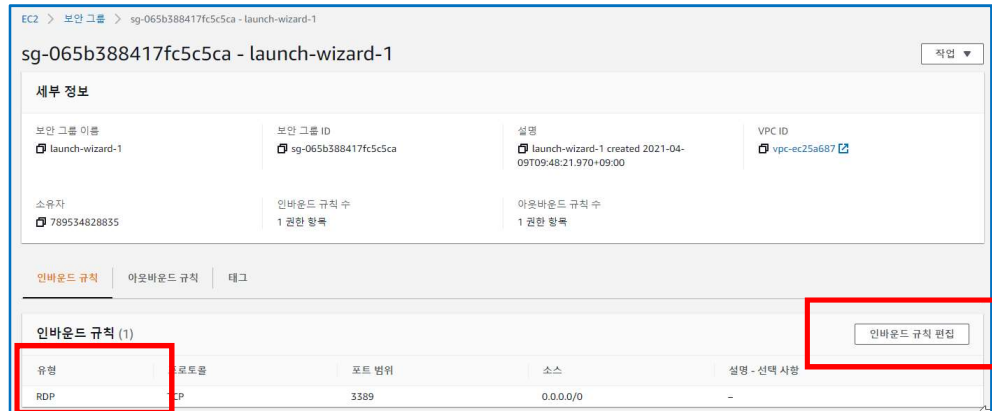 EC2 > 보안 그룹 > sg-065b388417fc5c5ca - launch-wizard-1
sg-065b388417fc5c5ca - launch-wizard-1
작업 ▼
세부 정보
보안 그룹 이름 보안 그룹 ID 설명 VPC ID
launch-wizard-1 sg-065b388417fc5c5ca launch-wizard-1 created 2021-04- vpc-ec25a687
09T09:48:21.970+09:00
소유자 인바운드 규칙 수 아웃바운드 규칙 수
789534828835 1 권한 항목 1 권한 항목
인바운드 규칙 아웃바운드 규칙 태그
인바운드 규칙 (1) 인바운드 규칙 편집
유형 프로토콜 포트 범위 소스 설명 - 선택 사항
RDP TCP 3389 0.0.0.0/0 –